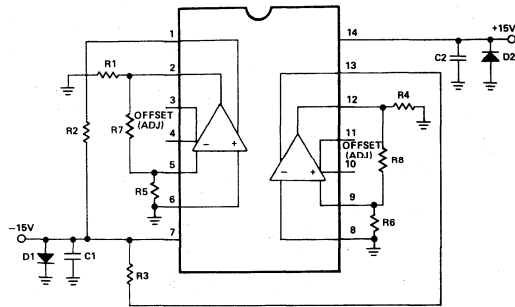 +15V
1
14
C2
D2
2
13
R1
12
R4
3
OFFSET
(ADJ)
R7
R2
4
11
OFFSET
(ADJ)
10
R8
5
R5
9
6
R6
-15V
7
8
D1
C1
R3
- +
- +